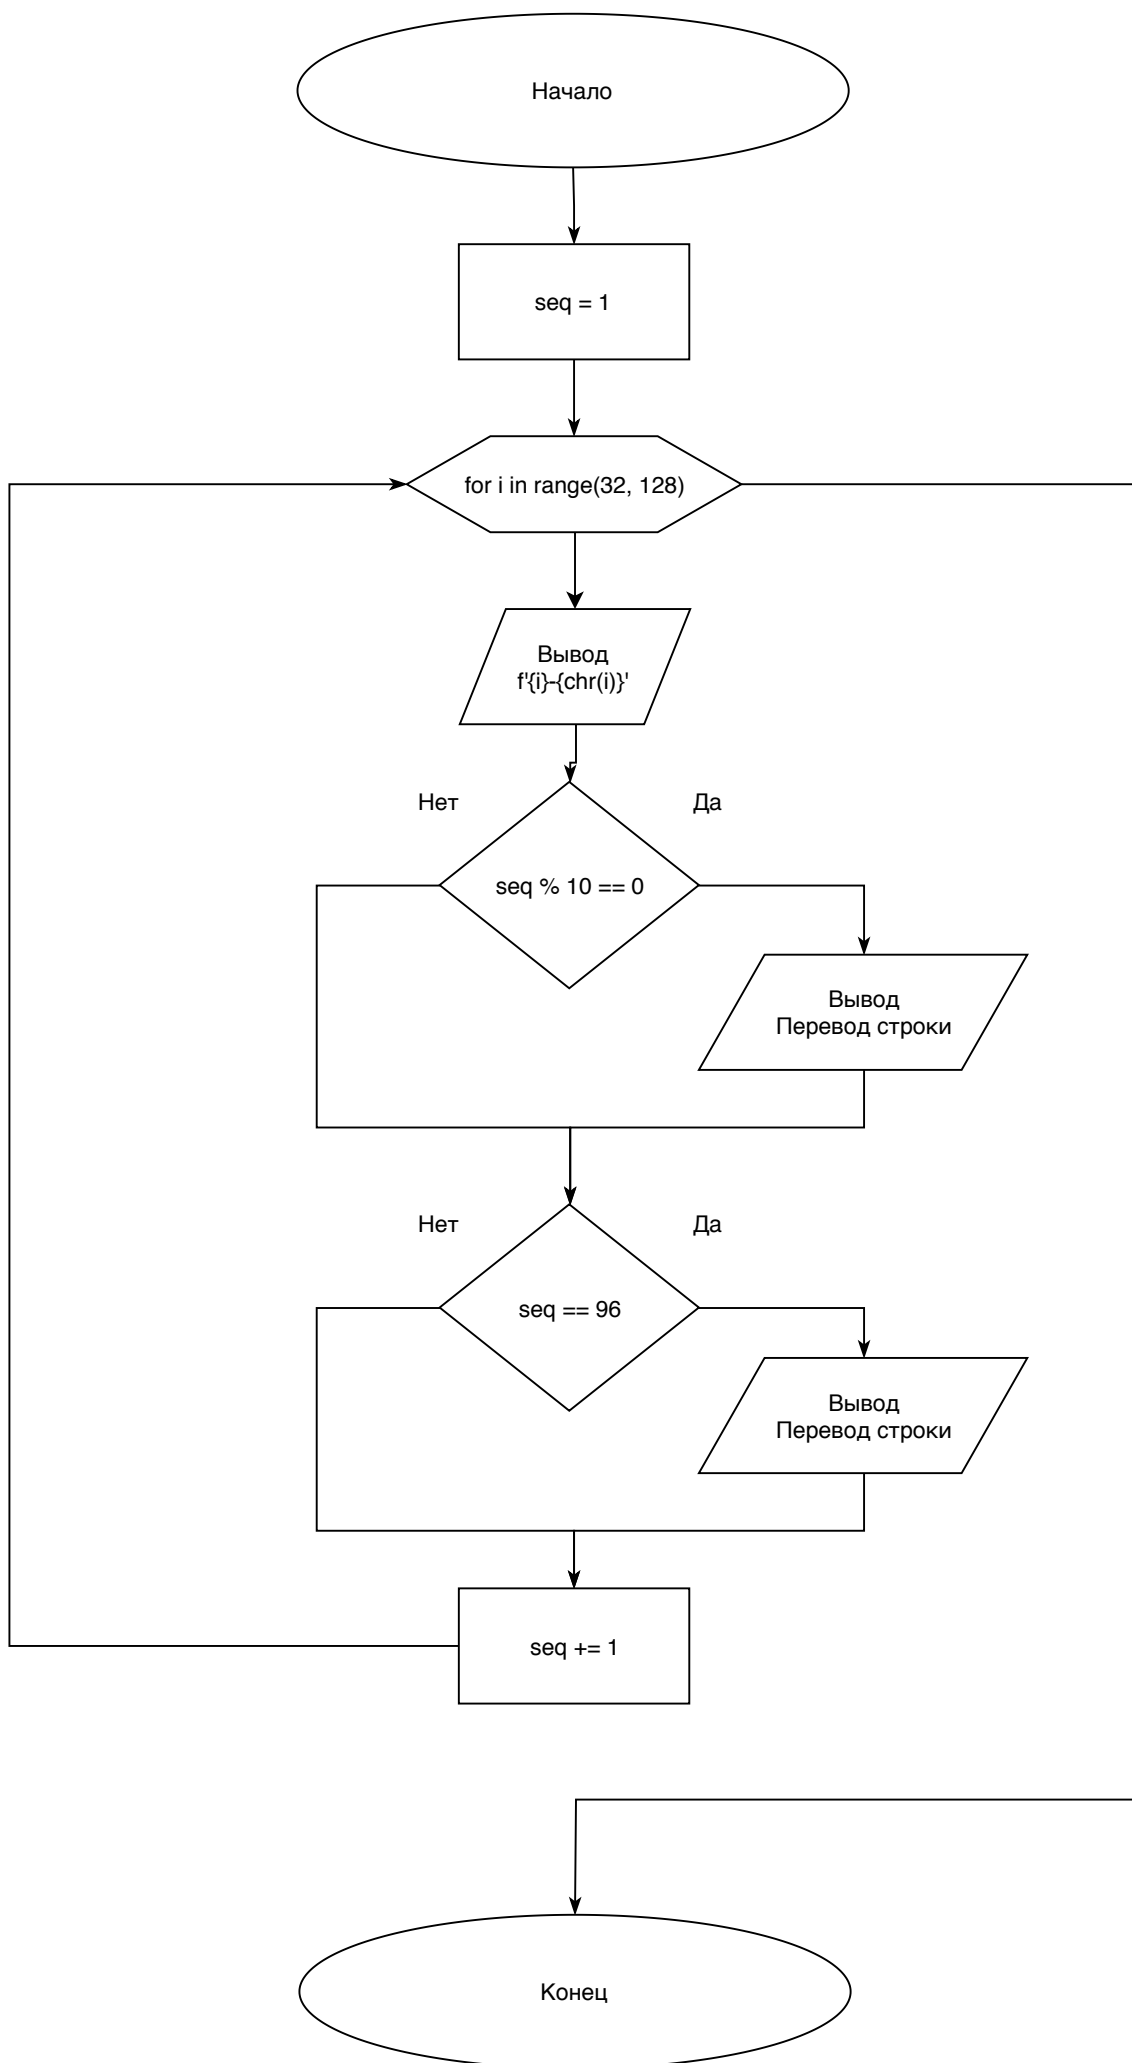 Начало
seq = 1
for i in range(32, 128)
Вывод
f'{i}-{chr(i)}'
Нет
Да
seq % 10 == 0
Вывод
Перевод строки
Нет
Да
seq == 96
Вывод
Перевод строки
seq += 1
Конец